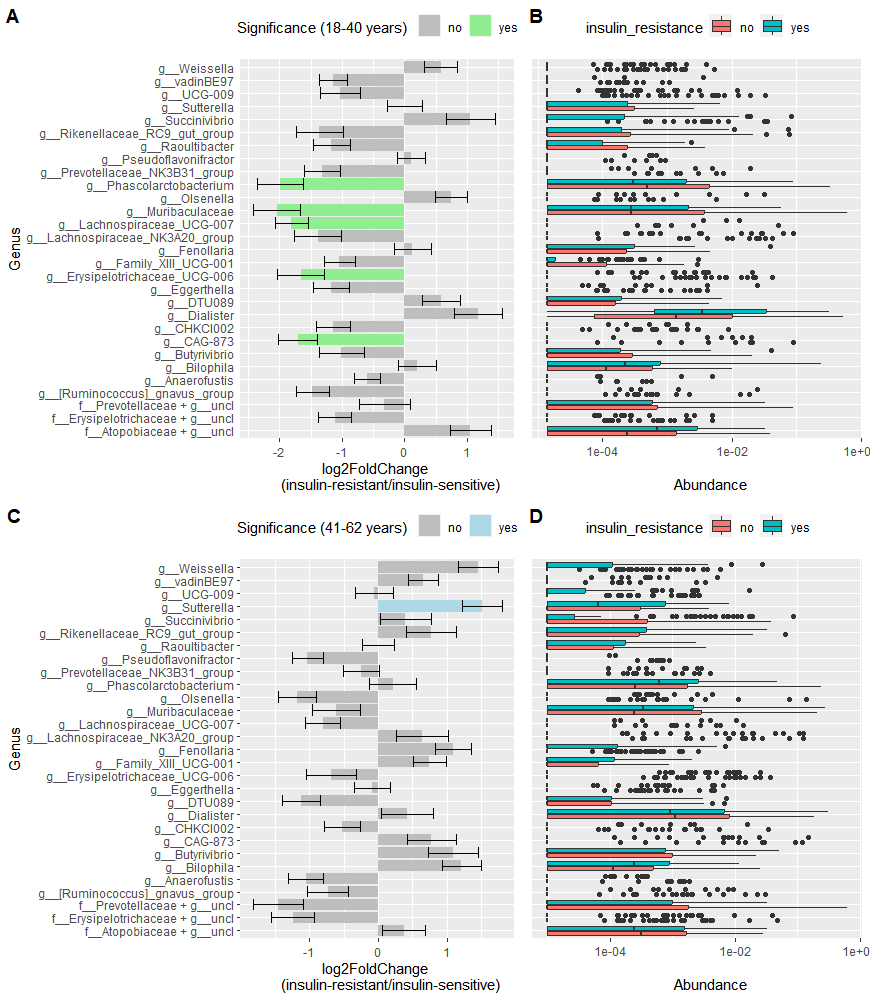 A
Significance (18-40 years) no yes
B
insulin_resistance no yes
Genus
g__Weissella
g__vadinBE97
g__UCG-009
g__Sutterella
g__Succinivibrio
g__Rikenellaceae_RC9_gut_group
g__Raoultibacter
g__Pseudoflavonifractor
g__Prevotellaceae_NK3B31_group
g__Phascolarctobacterium
g__Olsenella
g__Muribaculaceae
g__Lachnospiraceae_UCG-007
g__Lachnospiraceae_NK3A20_group
g__Fenollaria
g__Family_XIII_UCG-001
g__Erysipelotrichaceae_UCG-006
g__Eggerthella
g__DTU089
g__Dialister
g__CHKCI002
g__CAG-873
g__Butyrivibrio
g__Bilophila
g__Anaerofustis
g__[Ruminococcus]_gnavus_group
f__Prevotellaceae + g__uncl
f__Erysipelotrichaceae + g__uncl
f__Atopobiaceae + g__uncl
-2 -1 0 1
log2FoldChange
(insulin-resistant/insulin-sensitive)
1e-04 1e-02 1e+0
Abundance
C
Significance (41-62 years) no yes
D
insulin_resistance no yes
Genus
g__Weissella
g__vadinBE97
g__UCG-009
g__Sutterella
g__Succinivibrio
g__Rikenellaceae_RC9_gut_group
g__Raoultibacter
g__Pseudoflavonifractor
g__Prevotellaceae_NK3B31_group
g__Phascolarctobacterium
g__Olsenella
g__Muribaculaceae
g__Lachnospiraceae_UCG-007
g__Lachnospiraceae_NK3A20_group
g__Fenollaria
g__Family_XIII_UCG-001
g__Erysipelotrichaceae_UCG-006
g__Eggerthella
g__DTU089
g__Dialister
g__CHKCI002
g__CAG-873
g__Butyrivibrio
g__Bilophila
g__Anaerofustis
g__[Ruminococcus]_gnavus_group
f__Prevotellaceae + g__uncl
f__Erysipelotrichaceae + g__uncl
f__Atopobiaceae + g__uncl
-1 0 1
log2FoldChange
(insulin-resistant/insulin-sensitive)
1e-04 1e-02 1e+0
Abundance